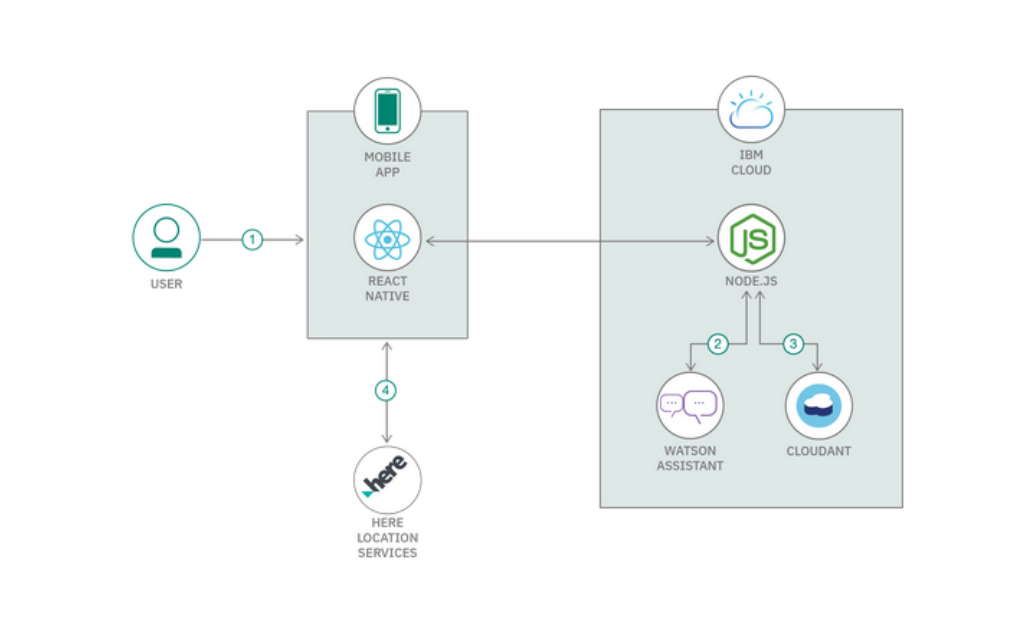 MOBILE
APP
IBM
CLOUD
1
USER
REACT
NATIVE
JS
NODE.JS
2
3
4
WATSON
ASSISTANT
CLOUDANT
here
HERE
LOCATION
SERVICES